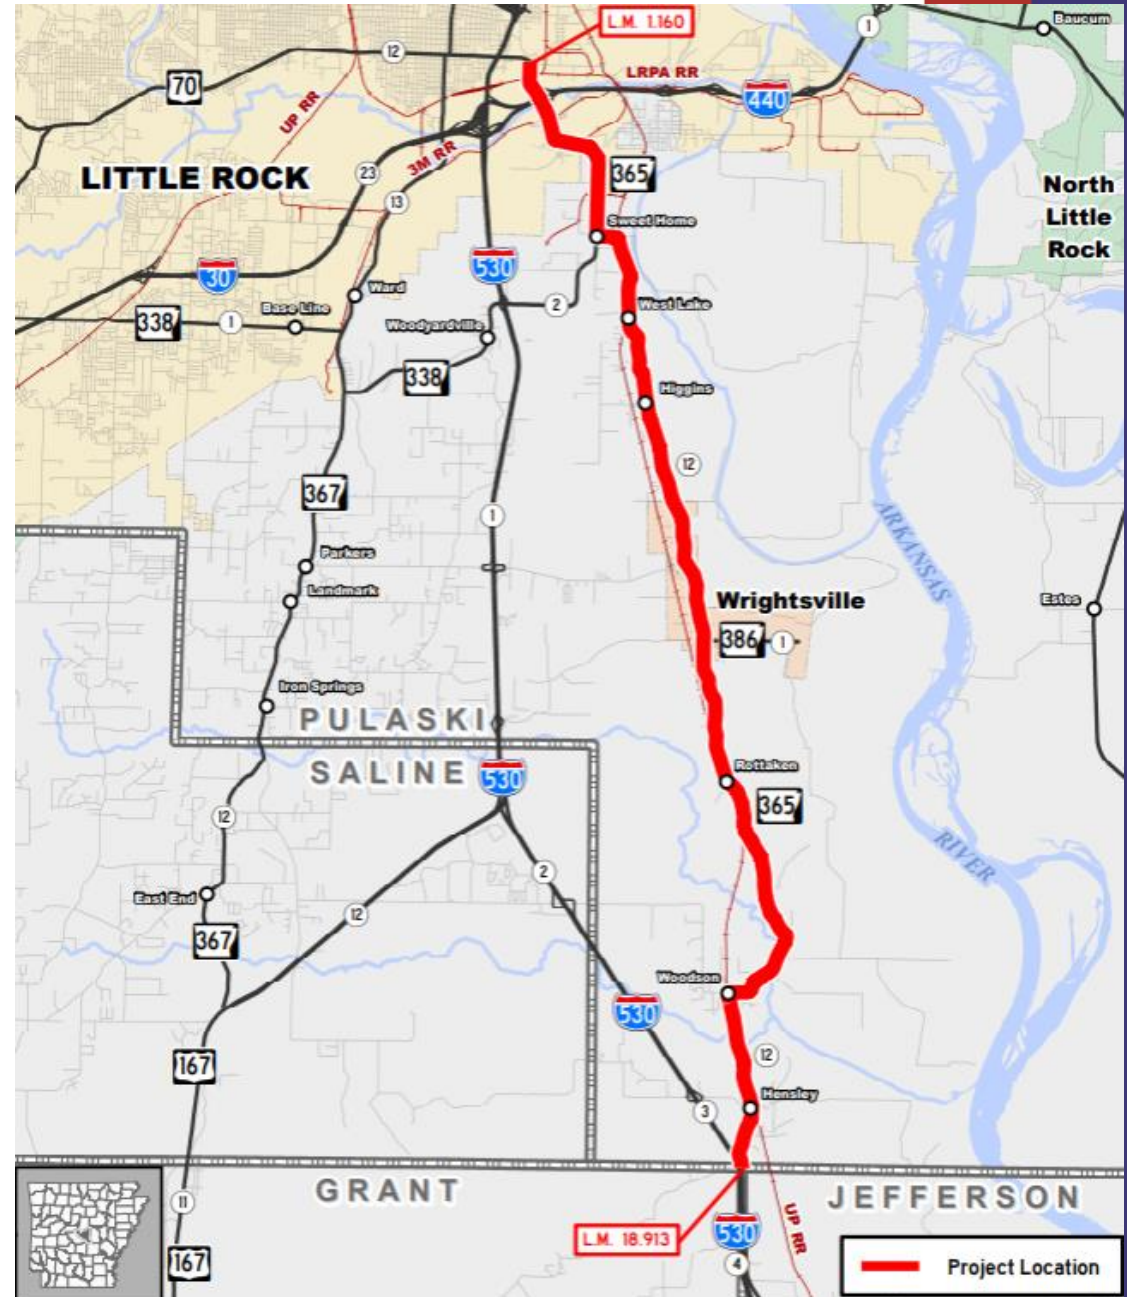 L.M. 1.160
Baucum
1
12
70
LRPA RR
440
UP RR
3M RR
LITTLE ROCK
23
365
13
North
Little
Rock
Sweet Home
530
30
Ward
2
West Lake
Base Line
338
1
Woodyardville
338
Higgins
12
367
1
ARKANSAS
Parkers
Landmark
Wrightsville
Estes
386
1
Iron Springs
PULASKI
SALINE
530
Rottaken
365
12
RIVER
2
East End
12
367
Woodson
530
12
167
Hensley
3
GRANT
JEFFERSON
11
L.M. 18.913
530
UP RR
167
4
Project Location